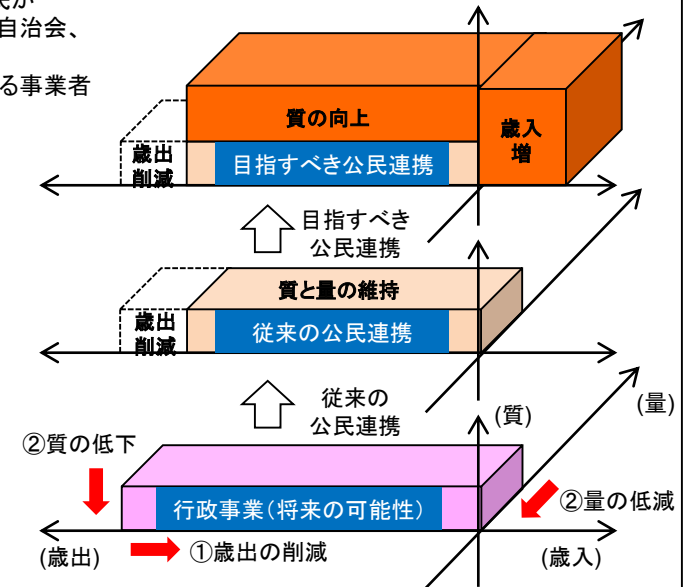 民が
自治会、
る事業者
質の向上
歳入
増
歳出
削減
目指すべき公民連携
目指すべき
公民連携
質と量の維持
歳出
削減
従来の公民連携
従来の
公民連携
(質)
(量)
②質の低下
行政事業(将来の可能性)
②量の低減
(歳出)
①歳出の削減
(歳入)